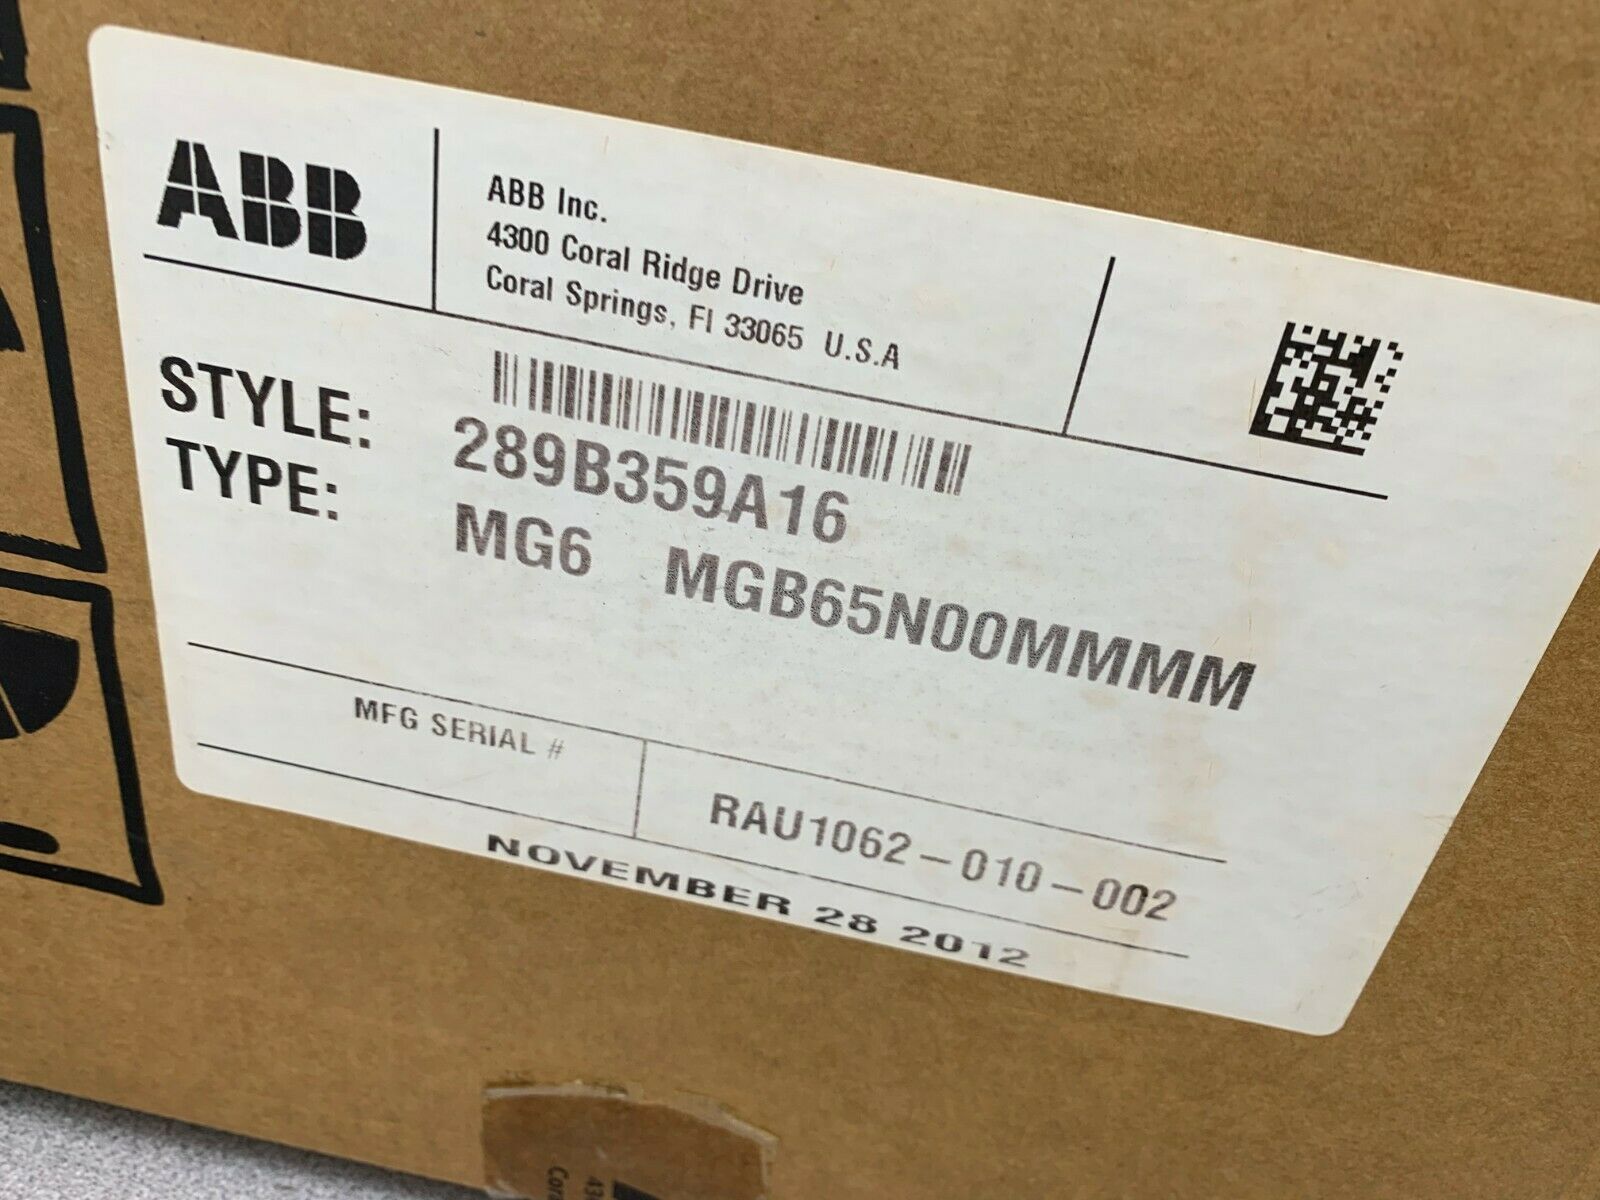 ABB
ABB Inc.
4300 Coral Ridge Drive
Coral Springs, Fl 33065 U.S.A
STYLE: 289B359A16
TYPE: MG6 MGB65N00MMMM
MFG SERIAL # RAU1062-010-002
NOVEMBER 28 2012